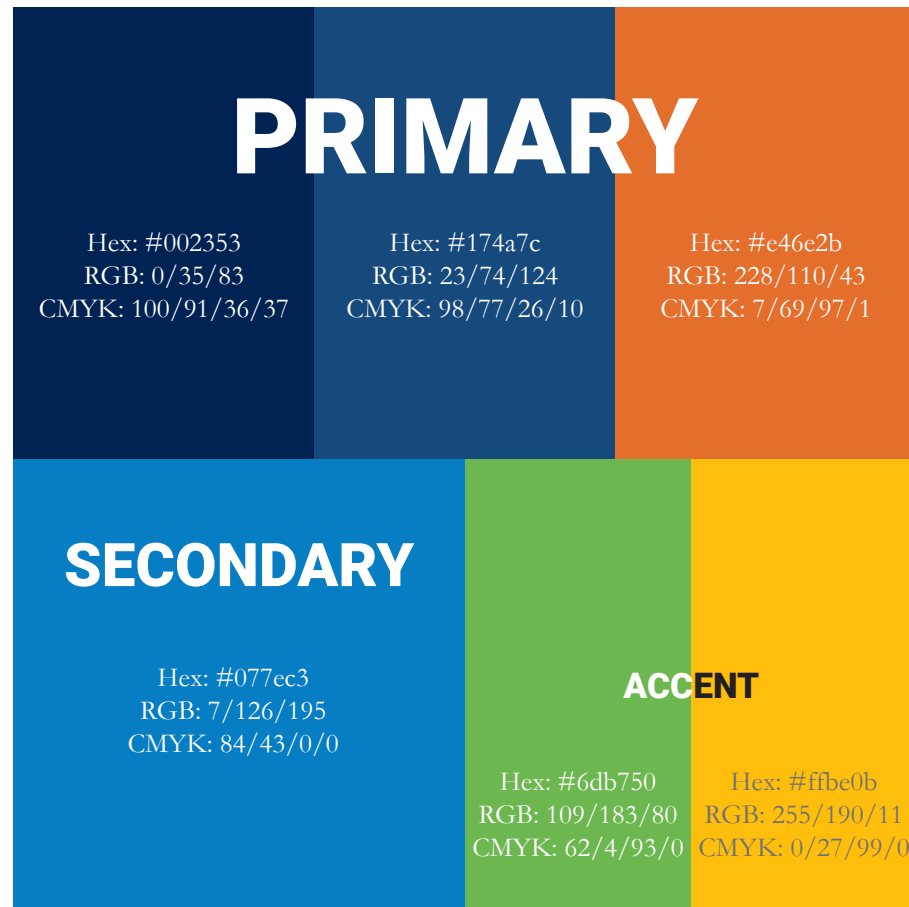 PRIMARY
Hex: #002353
RGB: 0/35/83
CMYK: 100/91/36/37
Hex: #174a7c
RGB: 23/74/124
CMYK: 98/77/26/10
Hex: #e46e2b
RGB: 228/110/43
CMYK: 7/69/97/1
SECONDARY
Hex: #077ec3
RGB: 7/126/195
CMYK: 84/43/0/0
ACCENT
Hex: #6db750
RGB: 109/183/80
CMYK: 62/4/93/0
Hex: #ffbe0b
RGB: 255/190/11
CMYK: 0/27/99/0